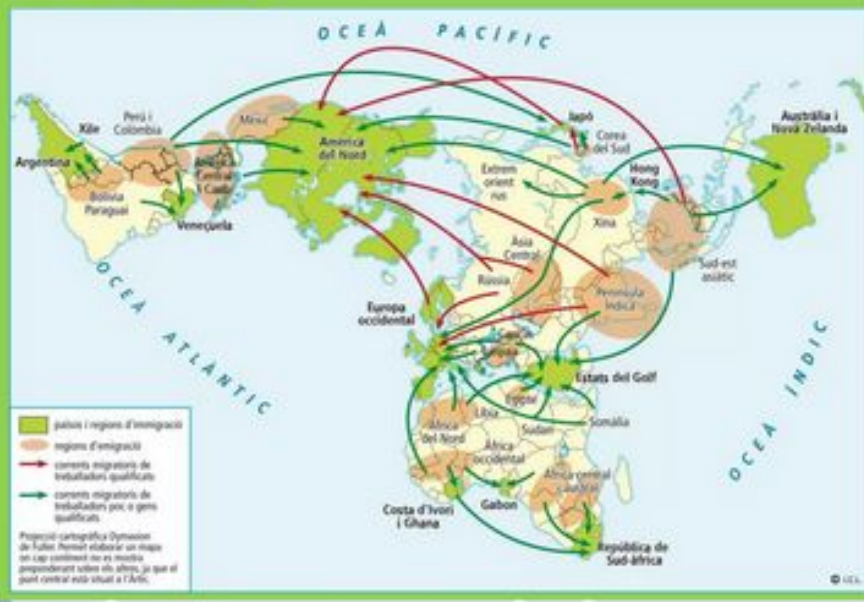 OCEÀ PACÍFIC
Xile
Perú i
Colòmbia
Mèxic
Amèrica
del Nord
Japó
Corea
del Sud
Austràlia i
Nova Zelanda
Argentina
Amèrica
Central
i Carib
Extrem
orient
rus
Hong
Kong
Bolívia
Paraguai
Veneçuela
Xina
Àsia
Central
Sud-est
asiàtic
OCEÀ ATLÀNTIC
Rússia
Península
Índica
Europa
occidental
OCEÀ ÍNDIC
Estats del Golf
Egipte
Líbia
Somàlia
Àfrica
del Nord
Sudan
Àfrica
occidental
Àfrica central
i austral
Costa d'Ivori
i Ghana
Gabon
República de
Sud-àfrica
països i regions d'immigració
regions d'emigració
corrents migratoris de
treballadors qualificats
corrents migratoris de
treballadors poc o gens
qualificats
Projecció cartogràfica Dymaxion
de Fuller. Permet elaborar un mapa
on cap continent no es mostra
preponderant sobre els altres, ja que el
punt central està situat a l'Àrtic.